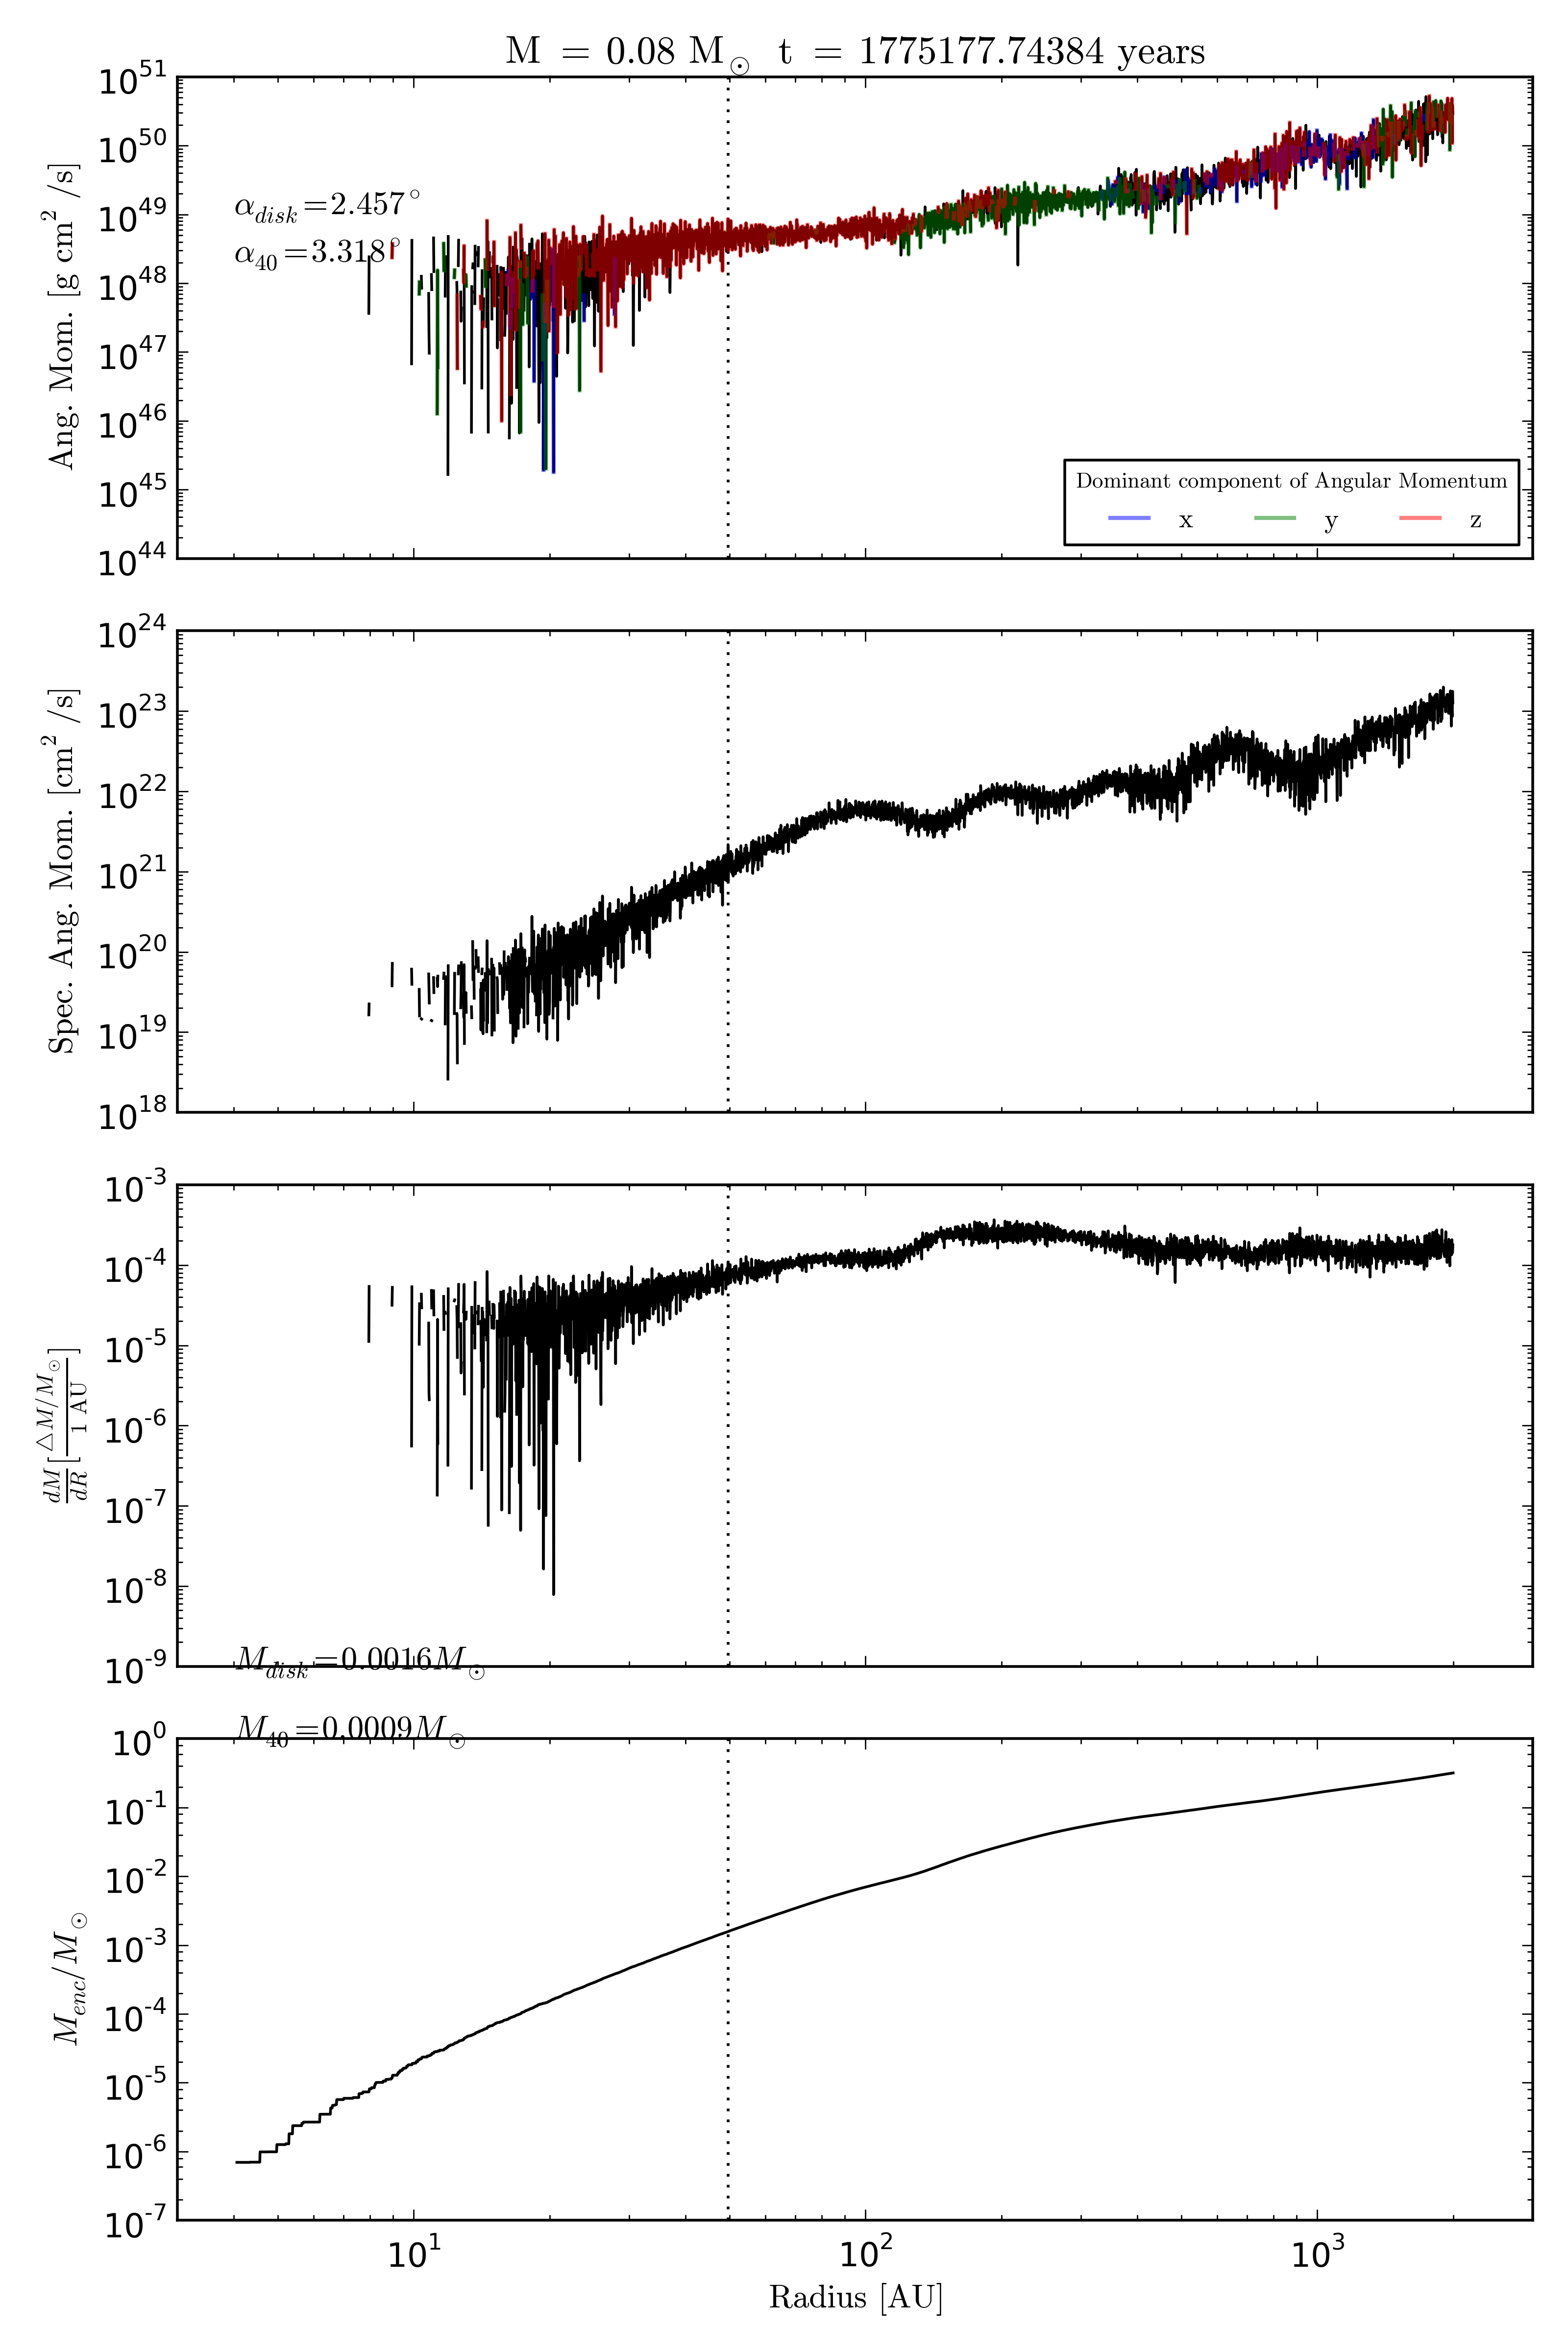 M = 0.08 M⊙ t = 1775177.74384 years
10^51
10^50
10^49
10^48
10^47
10^46
10^45
10^44
Ang. Mom. [g cm^2 /s]
α_disk=2.457°
α_40=3.318°
Dominant component of Angular Momentum
x y z
10^24
10^23
10^22
10^21
10^20
10^19
10^18
Spec. Ang. Mom. [cm^2 /s]
10^-3
10^-4
10^-5
10^-6
10^-7
10^-8
10^-9
dM/dR [△M/M⊙ / 1 AU]
M_disk=0.0016M⊙
M_40=0.0009M⊙
10^0
10^-1
10^-2
10^-3
10^-4
10^-5
10^-6
10^-7
M_enc/M⊙
10^1 10^2 10^3
Radius [AU]